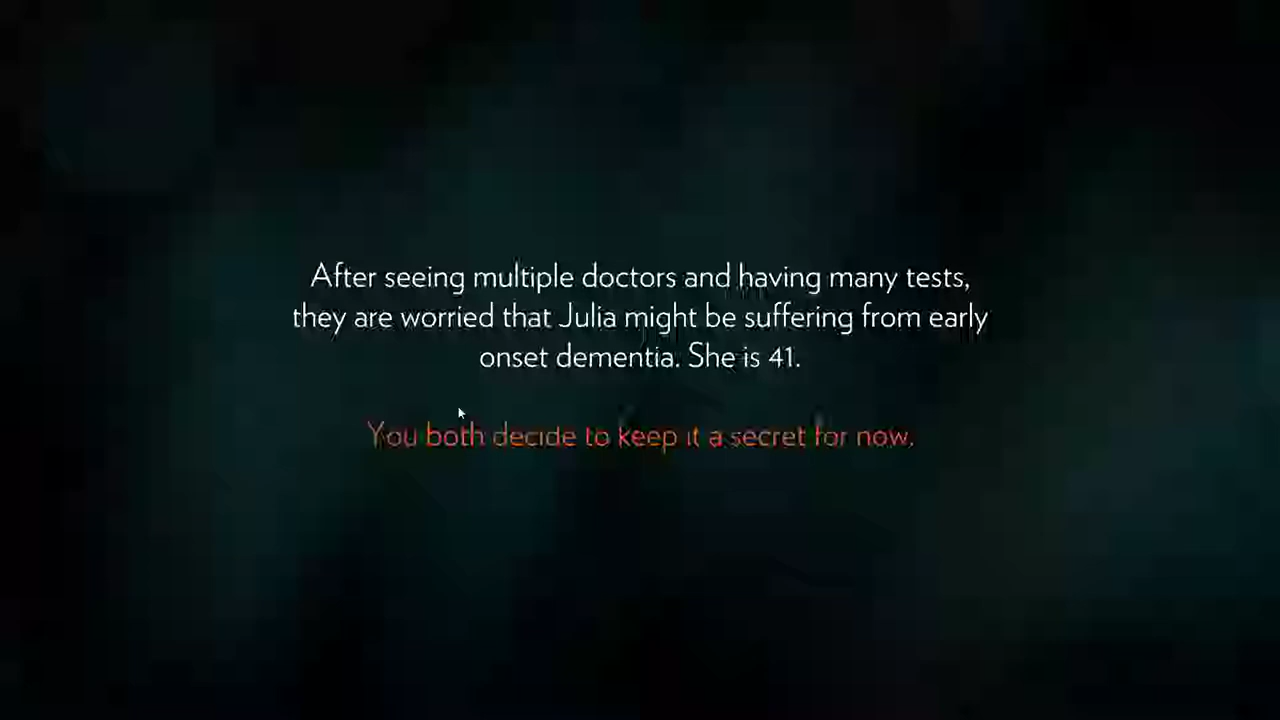 After seeing multiple doctors and having many tests,
they are worried that Julia might be suffering from early
onset dementia. She is 41.
You both decide to keep it a secret for now.